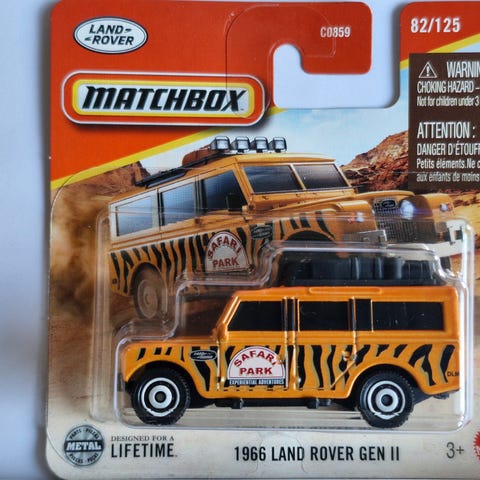 LAND
ROVER
C0859
82/125
MATCHBOX
WARNIN
CHOKING HAZARD –
Not for children under 3
ATTENTION :
DANGER D'ÉTOUFF
Petits éléments. Ne c
aux enfants de moins
SAFARI
PARK
SAFARI
PARK
EXPERIENTIAL ADVENTURES
METAL
DESIGNED FOR A
LIFETIME
1966 LAND ROVER GEN II
3+